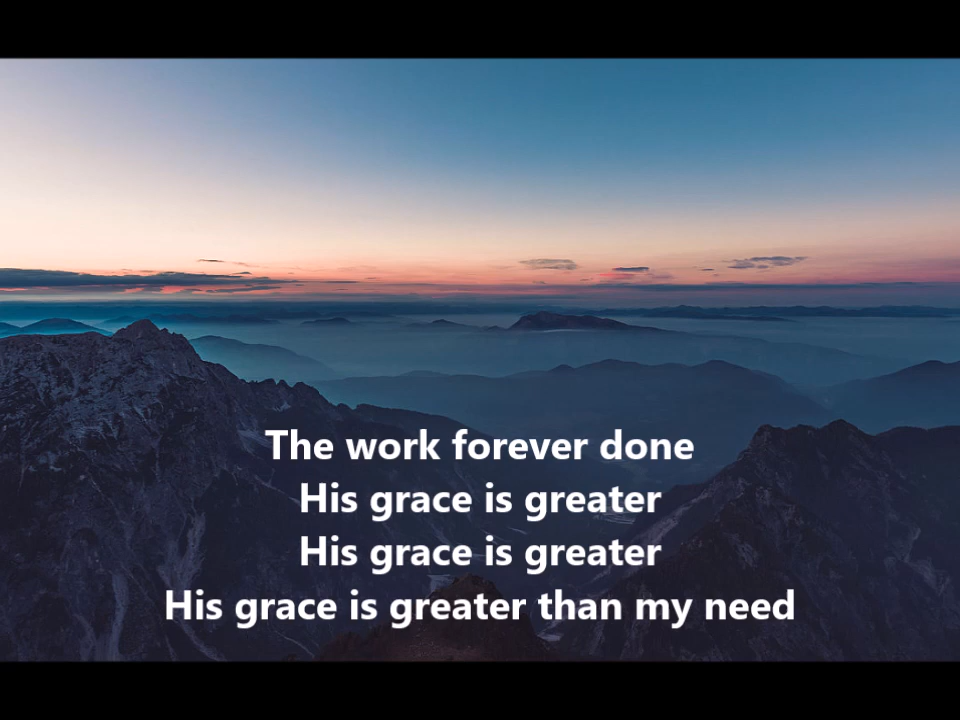 The work forever done
His grace is greater
His grace is greater
His grace is greater than my need